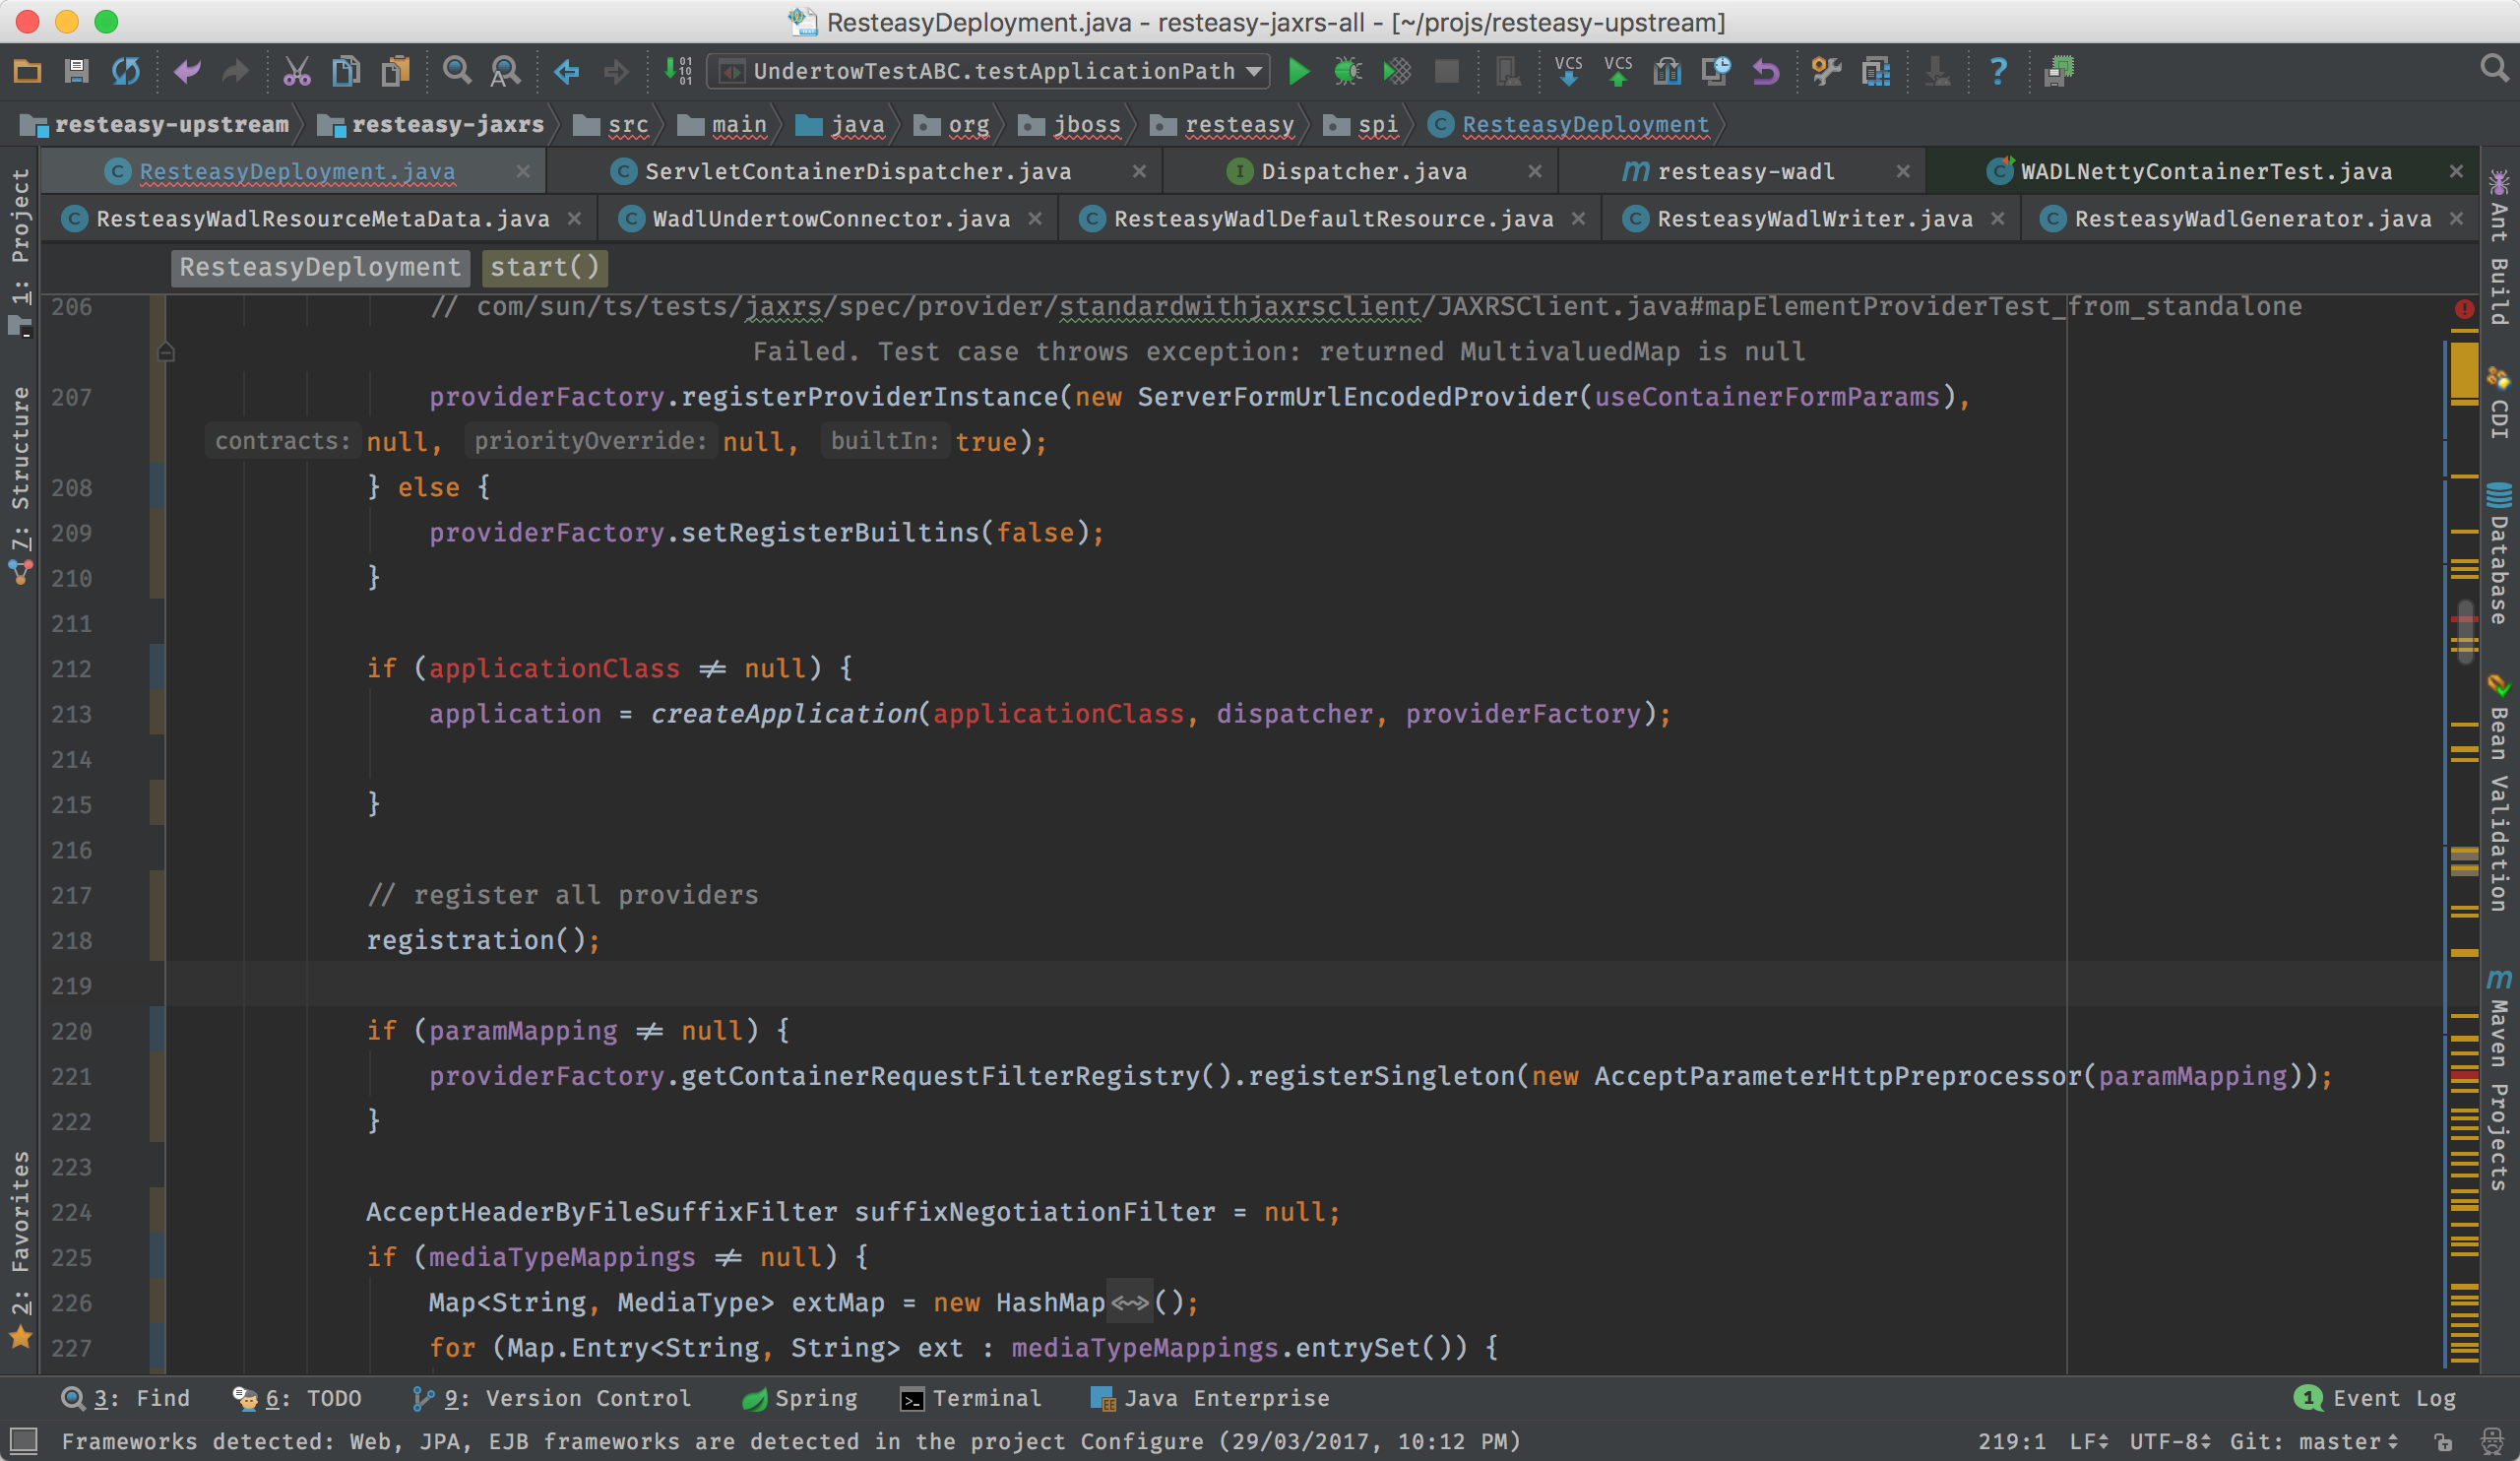 ResteasyDeployment.java - resteasy-jaxrs-all - [~/projs/resteasy-upstream]
UndertowTestABC.testApplicationPath
VCS VCS
resteasy-upstream resteasy-jaxrs src main java org jboss resteasy spi ResteasyDeployment
ResteasyDeployment.java ServletContainerDispatcher.java Dispatcher.java resteasy-wadl WADLNettyContainerTest.java
ResteasyWadlResourceMetaData.java WadlUndertowConnector.java ResteasyWadlDefaultResource.java ResteasyWadlWriter.java ResteasyWadlGenerator.java
ResteasyDeployment start()
206 // com/sun/ts/tests/jaxrs/spec/provider/standardwithjaxrsclient/JAXRSClient.java#mapElementProviderTest_from_standalone
Failed. Test case throws exception: returned MultivaluedMap is null
207 providerFactory.registerProviderInstance(new ServerFormUrlEncodedProvider(useContainerFormParams),
contracts: null, priorityOverride: null, builtIn: true);
208 } else {
209 providerFactory.setRegisterBuiltins(false);
210 }
211
212 if (applicationClass ≠ null) {
213 application = createApplication(applicationClass, dispatcher, providerFactory);
214
215 }
216
217 // register all providers
218 registration();
219
220 if (paramMapping ≠ null) {
221 providerFactory.getContainerRequestFilterRegistry().registerSingleton(new AcceptParameterHttpPreprocessor(paramMapping));
222 }
223
224 AcceptHeaderByFileSuffixFilter suffixNegotiationFilter = null;
225 if (mediaTypeMappings ≠ null) {
226 Map<String, MediaType> extMap = new HashMap<~>();
227 for (Map.Entry<String, String> ext : mediaTypeMappings.entrySet()) {
1: Project
7: Structure
2: Favorites
Ant Build
CDI
Database
Bean Validation
Maven Projects
3: Find 6: TODO 9: Version Control Spring Terminal Java Enterprise 1 Event Log
Frameworks detected: Web, JPA, EJB frameworks are detected in the project Configure (29/03/2017, 10:12 PM) 219:1 LF UTF-8 Git: master